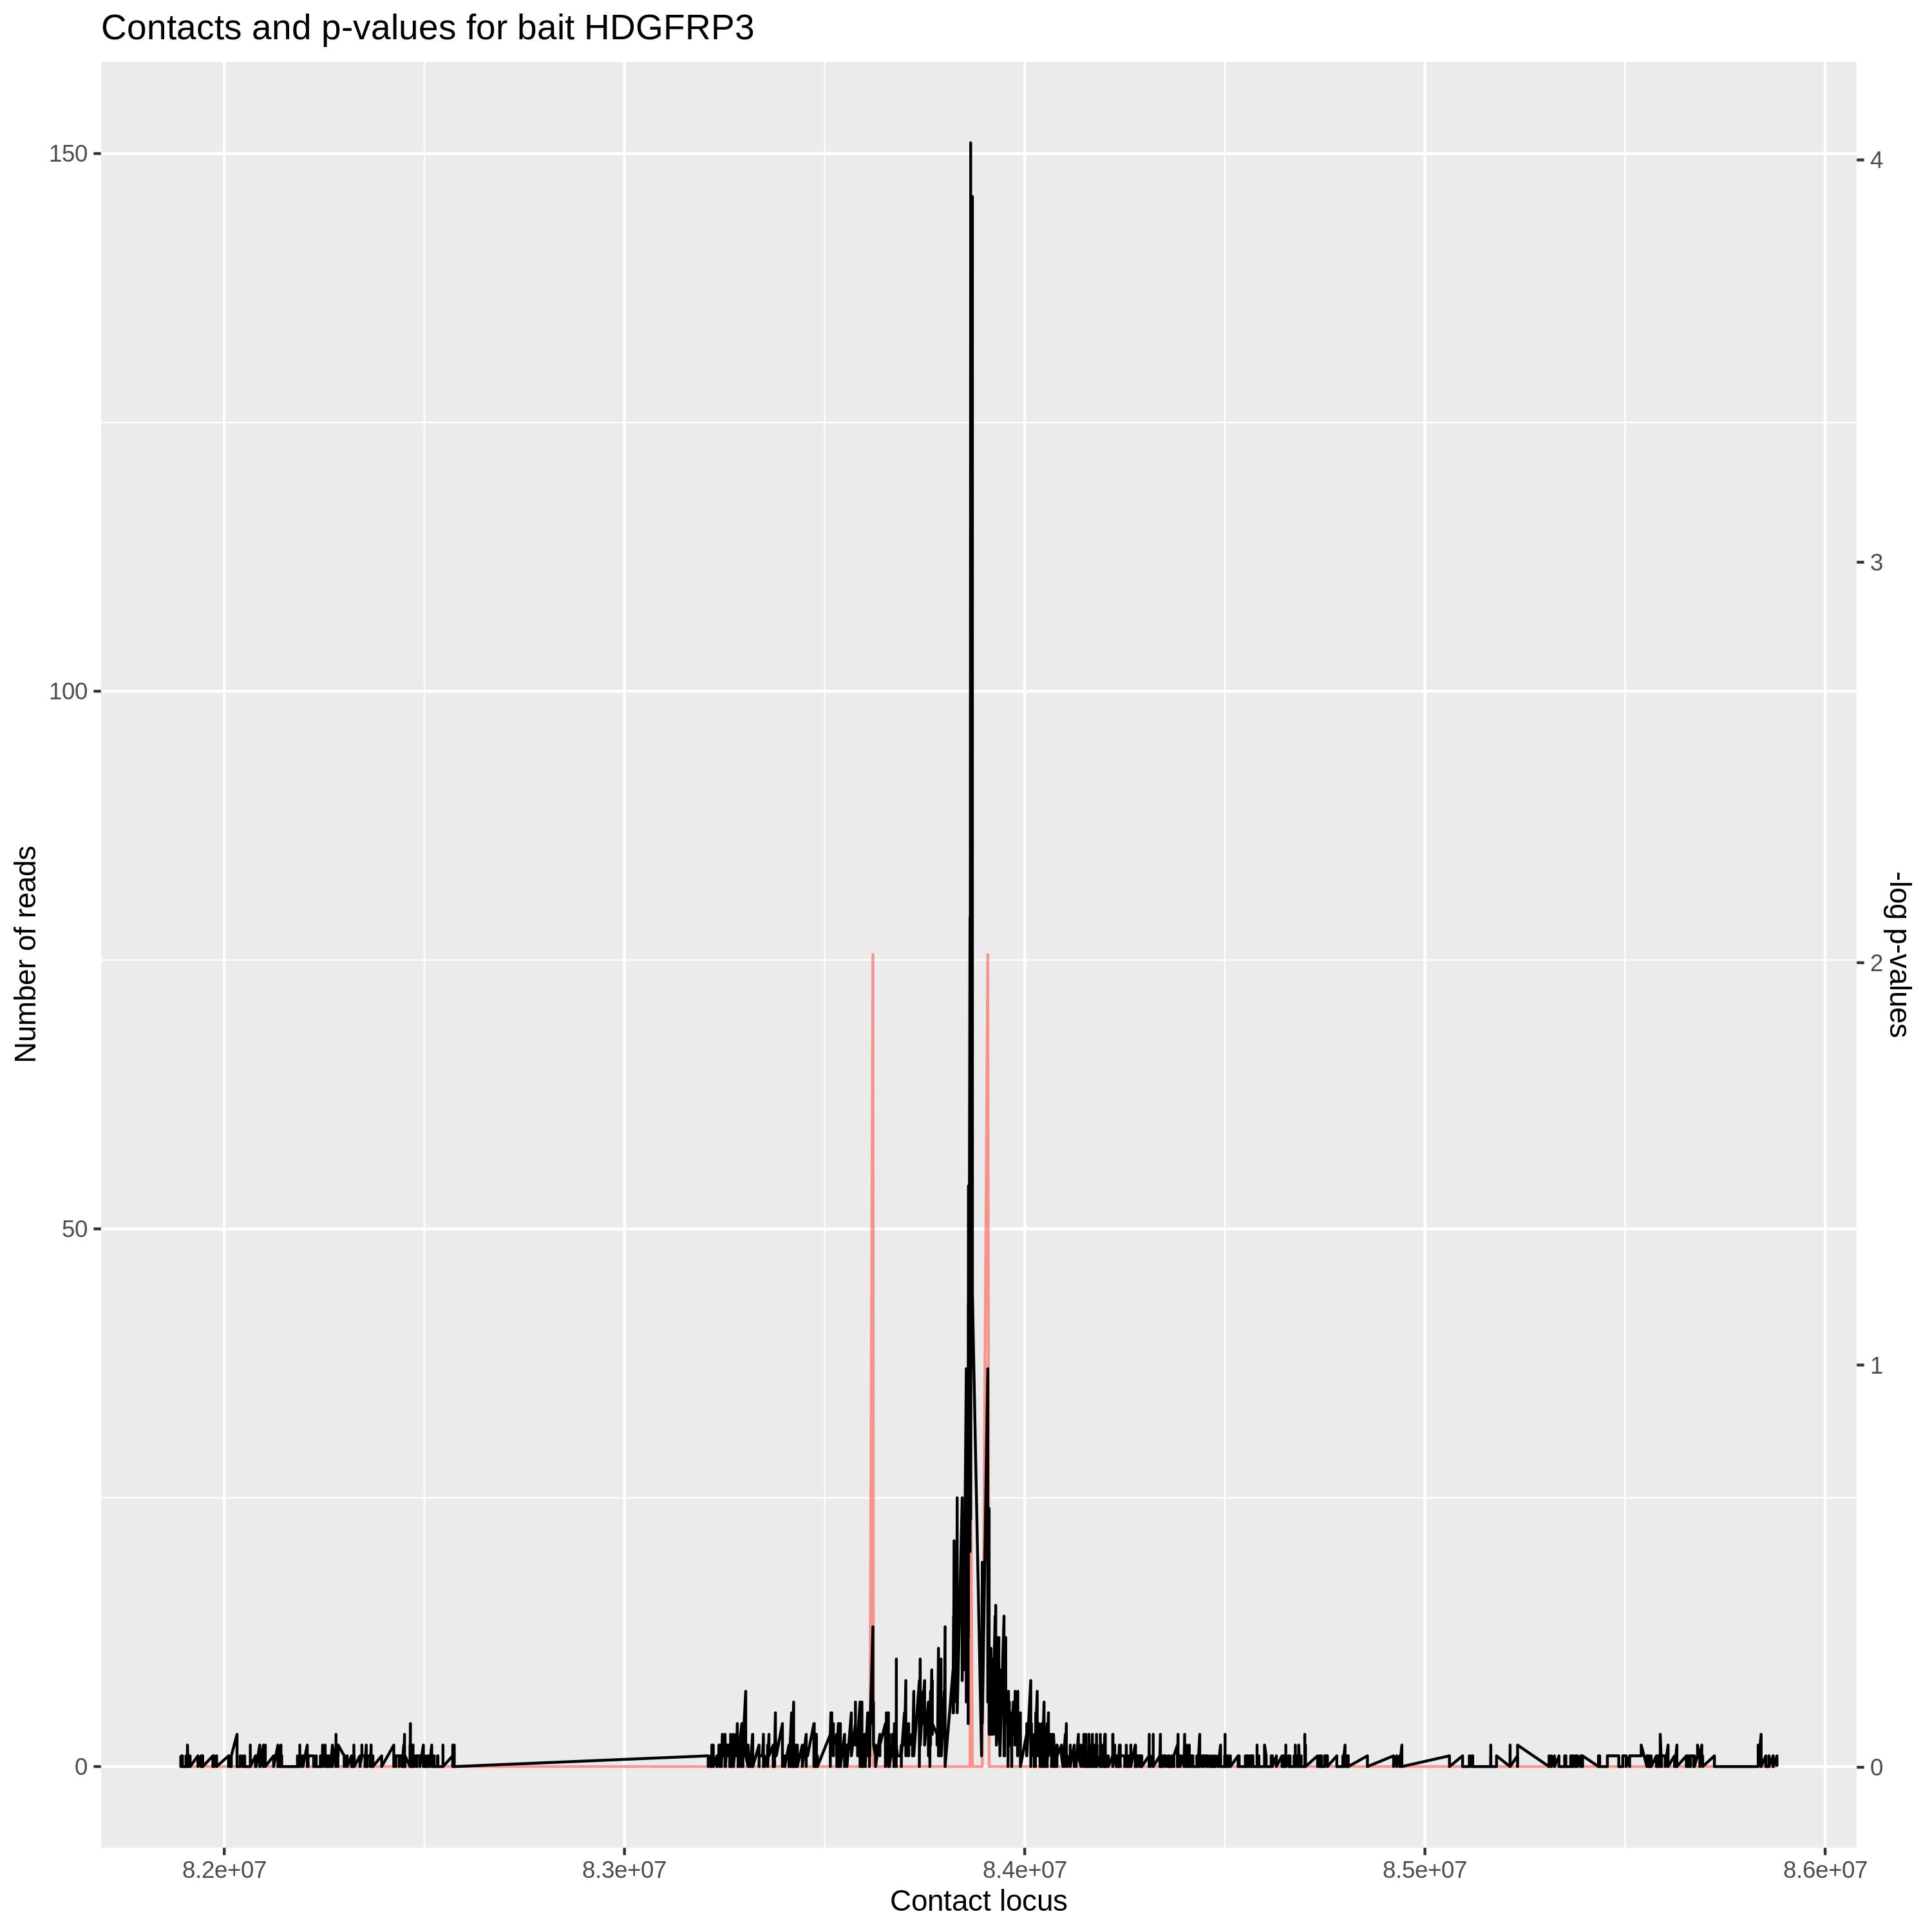 Contacts and p-values for bait HDGFRP3
150
100
50
0
Number of reads
4
3
2
1
0
-log p-values
8.2e+07
8.3e+07
8.4e+07
8.5e+07
8.6e+07
Contact locus